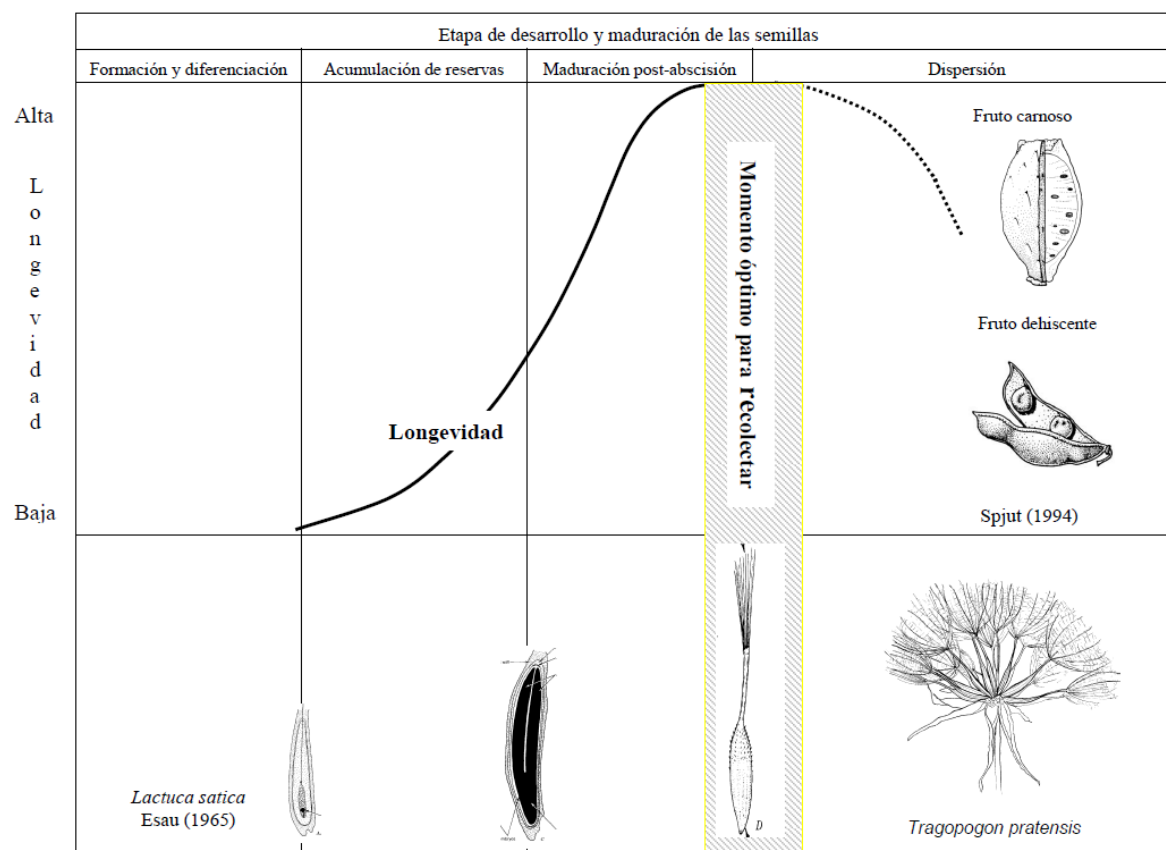 Etapa de desarrollo y maduración de las semillas
Formación y diferenciación
Acumulación de reservas
Maduración post-abscisión
Dispersión
Alta
Longevidad
Baja
Longevidad
Momento óptimo para recolectar
Fruto carnoso
Fruto dehiscente
Spjut (1994)
Lactuca satica
Esau (1965)
D
Tragopogon pratensis